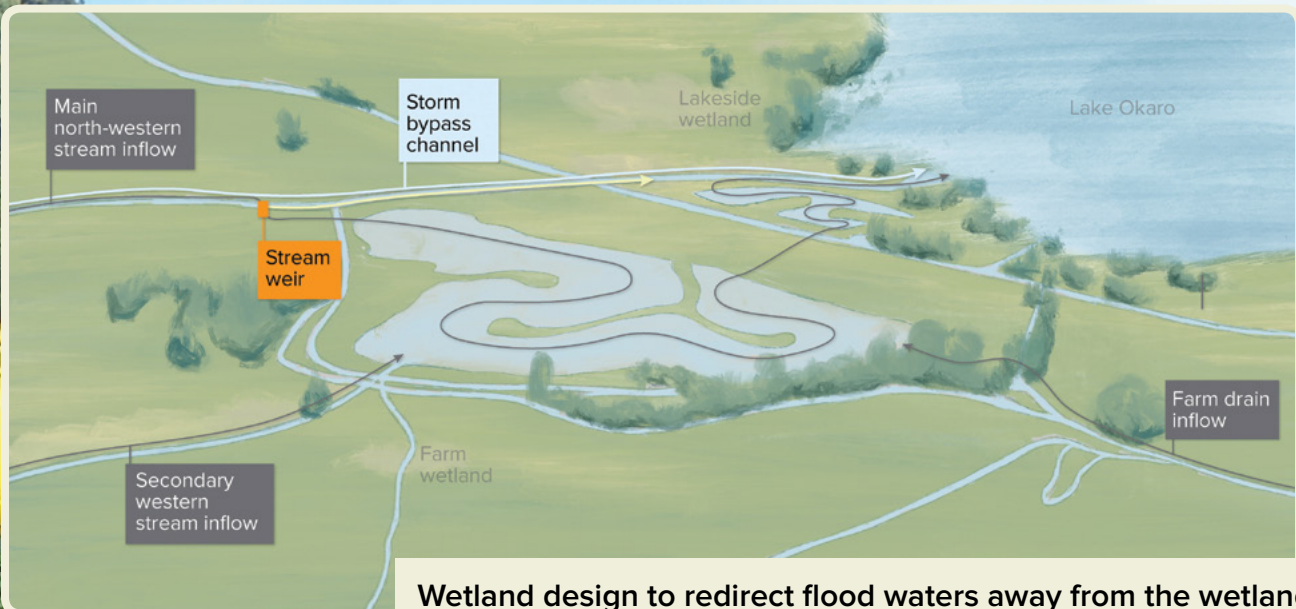 Main
north-western
stream inflow
Storm
bypass
channel
Lakeside
wetland
Lake Okaro
Stream
weir
Farm drain
inflow
Farm
wetland
Secondary
western
stream inflow
Wetland design to redirect flood waters away from the